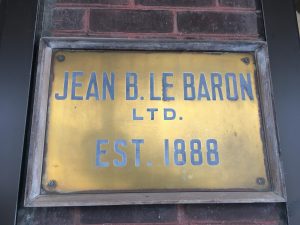 JEAN B. LE BARON
LTD.
EST. 1888